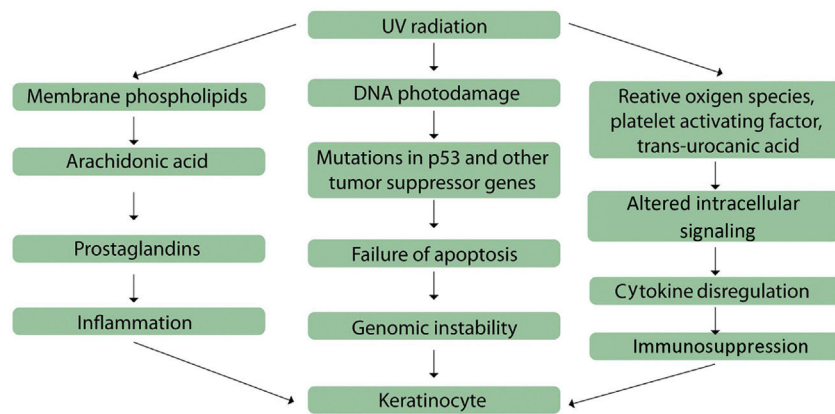 UV radiation
Membrane phospholipids
Arachidonic acid
Prostaglandins
Inflammation
DNA photodamage
Mutations in p53 and other
tumor suppressor genes
Failure of apoptosis
Genomic instability
Reative oxigen species,
platelet activating factor,
trans-urocanic acid
Altered intracellular
signaling
Cytokine disregulation
Immunosuppression
Keratinocyte